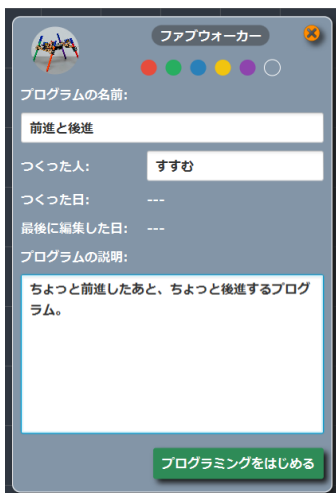 ファブウォーカー
プログラムの名前:
前進と後進
つくった人: すすむ
つくった日: ---
最後に編集した日: ---
プログラムの説明:
ちょっと前進したあと、ちょっと後進するプログ
ラム。
プログラミングをはじめる